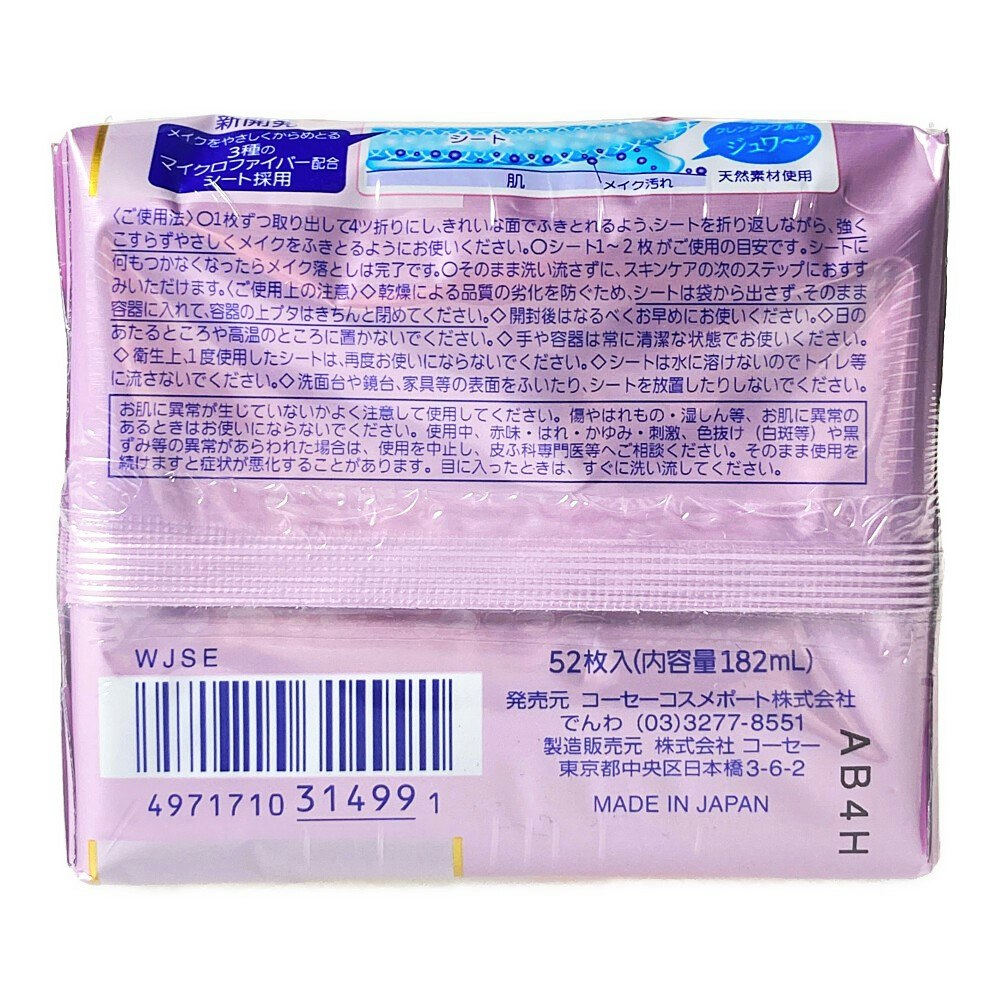 新開発
メイクをやさしくからめとる
3種の
マイクロファイバー配合
シート採用
シート
肌
メイク汚れ
ジュワ〜ッ
天然素材使用
〈ご使用法〉○1枚ずつ取り出して4ツ折りにし、きれいな面でふきとれるよう、シートを折り返しながら、強く
こすらずやさしくメイクをふきとるようにお使いください。○シート1〜2枚がご使用の目安です。シートに
何もつかなくなったらメイク落としは完了です。○そのまま洗い流さずに、スキンケアの次のステップにおすす
みいただけます。〈ご使用上の注意〉◇乾燥による品質の劣化を防ぐため、シートは袋から出さず、そのまま
容器に入れて、容器の上ブタはきちんと閉めてください。◇開封後はなるべくお早めにお使いください。◇日の
あたるところや高温のところに置かないでください。◇手や容器は常に清潔な状態でお使いください。
◇衛生上、1度使用したシートは、再度お使いにならないでください。◇シートは水に溶けないのでトイレ等
に流さないでください。◇洗面台や鏡台、家具等の表面をふいたり、シートを放置したりしないでください。
お肌に異常が生じていないかよく注意して使用してください。傷やはれもの・湿しん等、お肌に異常の
あるときはお使いにならないでください。使用中、赤味・はれ・かゆみ・刺激、色抜け（白斑等）や黒
ずみ等の異常があらわれた場合は、使用を中止し、皮ふ科専門医等へご相談ください。そのまま使用を
続けますと症状が悪化することがあります。目に入ったときは、すぐに洗い流してください。
WJSE
4971710 314991
52枚入(内容量182mL)
発売元 コーセーコスメポート株式会社
でんわ (03)3277-8551
製造販売元 株式会社 コーセー
東京都中央区日本橋3-6-2
MADE IN JAPAN
AB4H